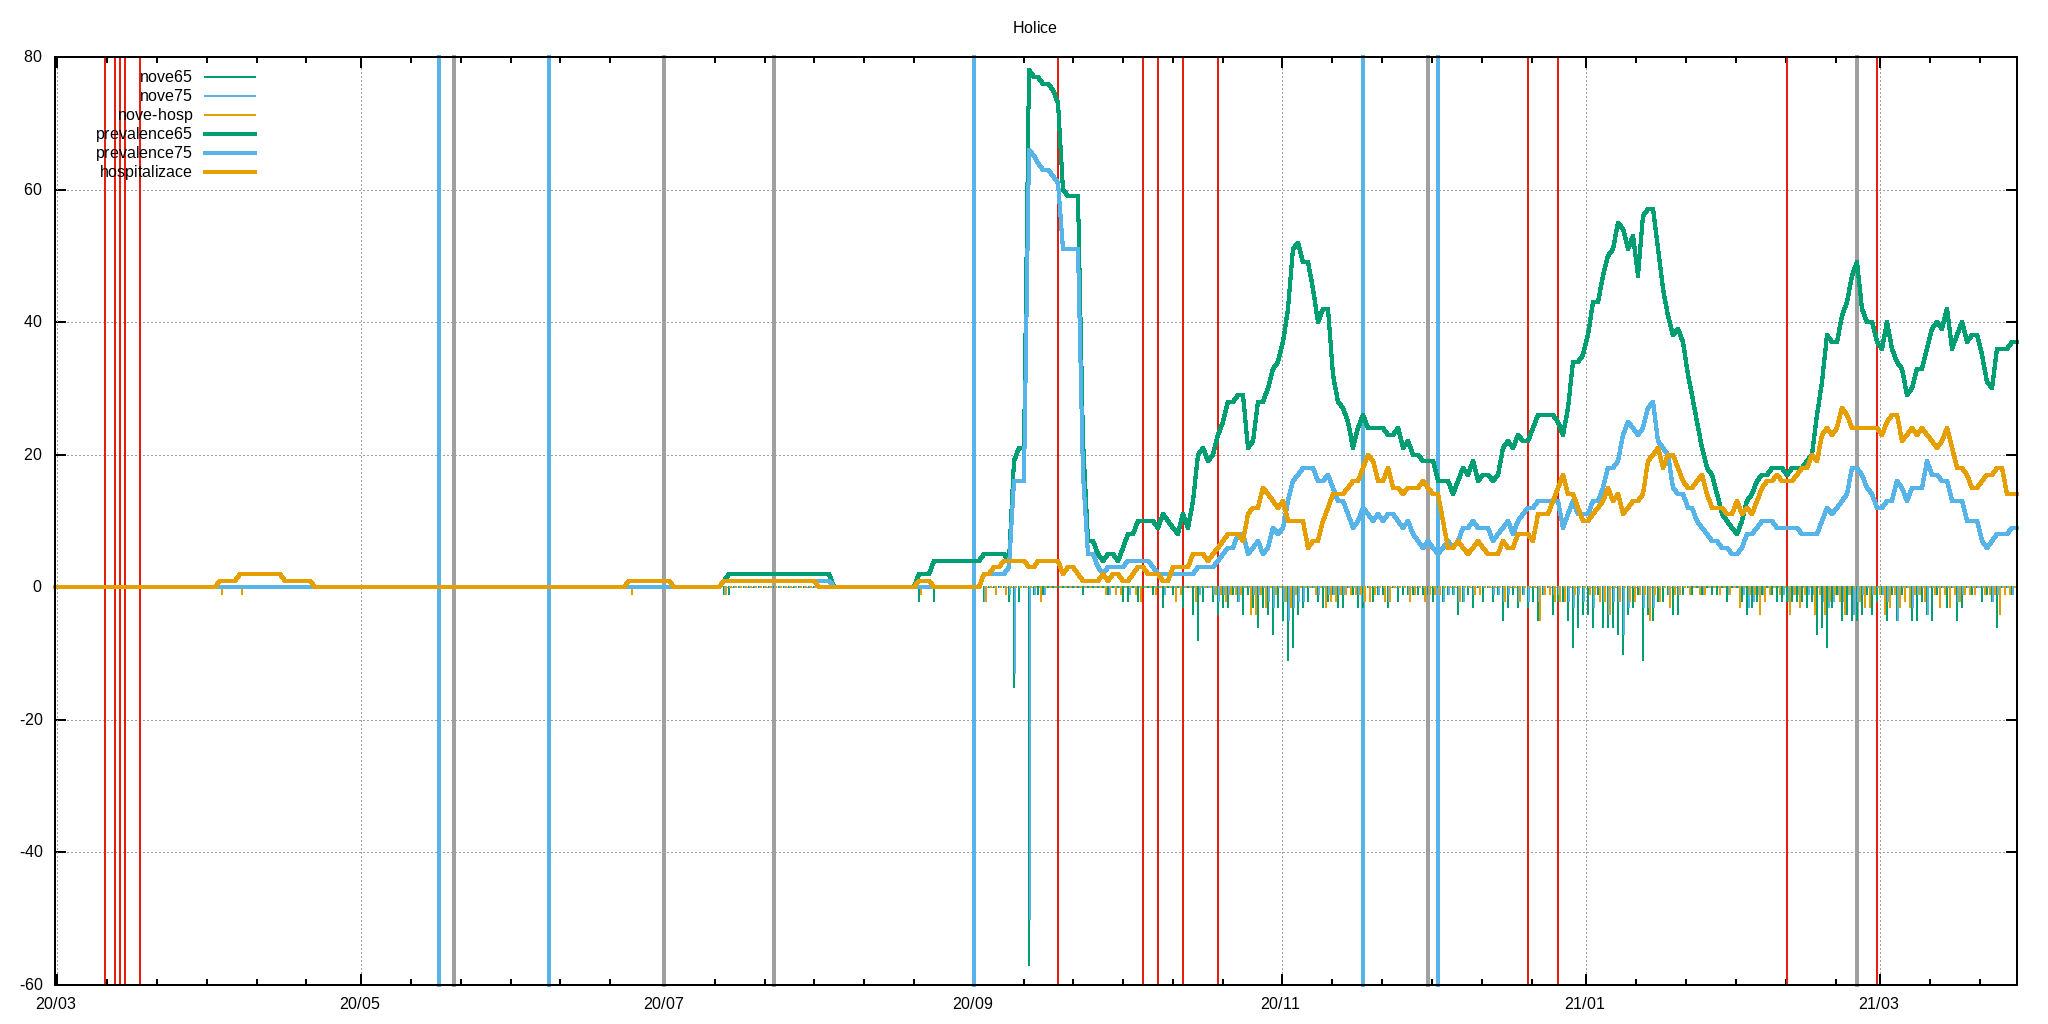 Holice
80
nove65
nove75
nove-hosp
prevalence65
prevalence75
hospitalizace
60
40
20
0
-20
-40
-60
20/03 20/05 20/07 20/09 20/11 21/01 21/03